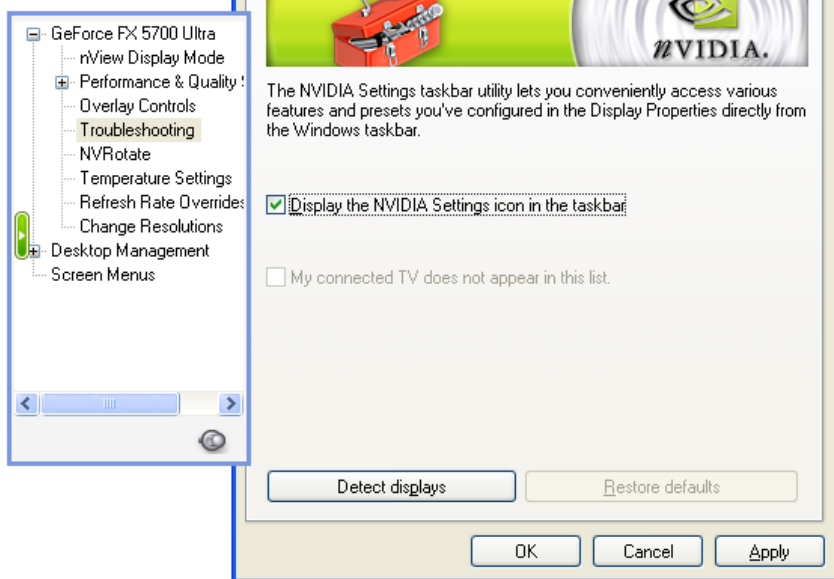 GeForce FX 5700 Ultra
nView Display Mode
Performance & Quality
Overlay Controls
Troubleshooting
NVRotate
Temperature Settings
Refresh Rate Overrides
Change Resolutions
Desktop Management
Screen Menus
nVIDIA.
The NVIDIA Settings taskbar utility lets you conveniently access various
features and presets you've configured in the Display Properties directly from
the Windows taskbar.
Display the NVIDIA Settings icon in the taskbar
My connected TV does not appear in this list.
Detect displays
Restore defaults
OK
Cancel
Apply